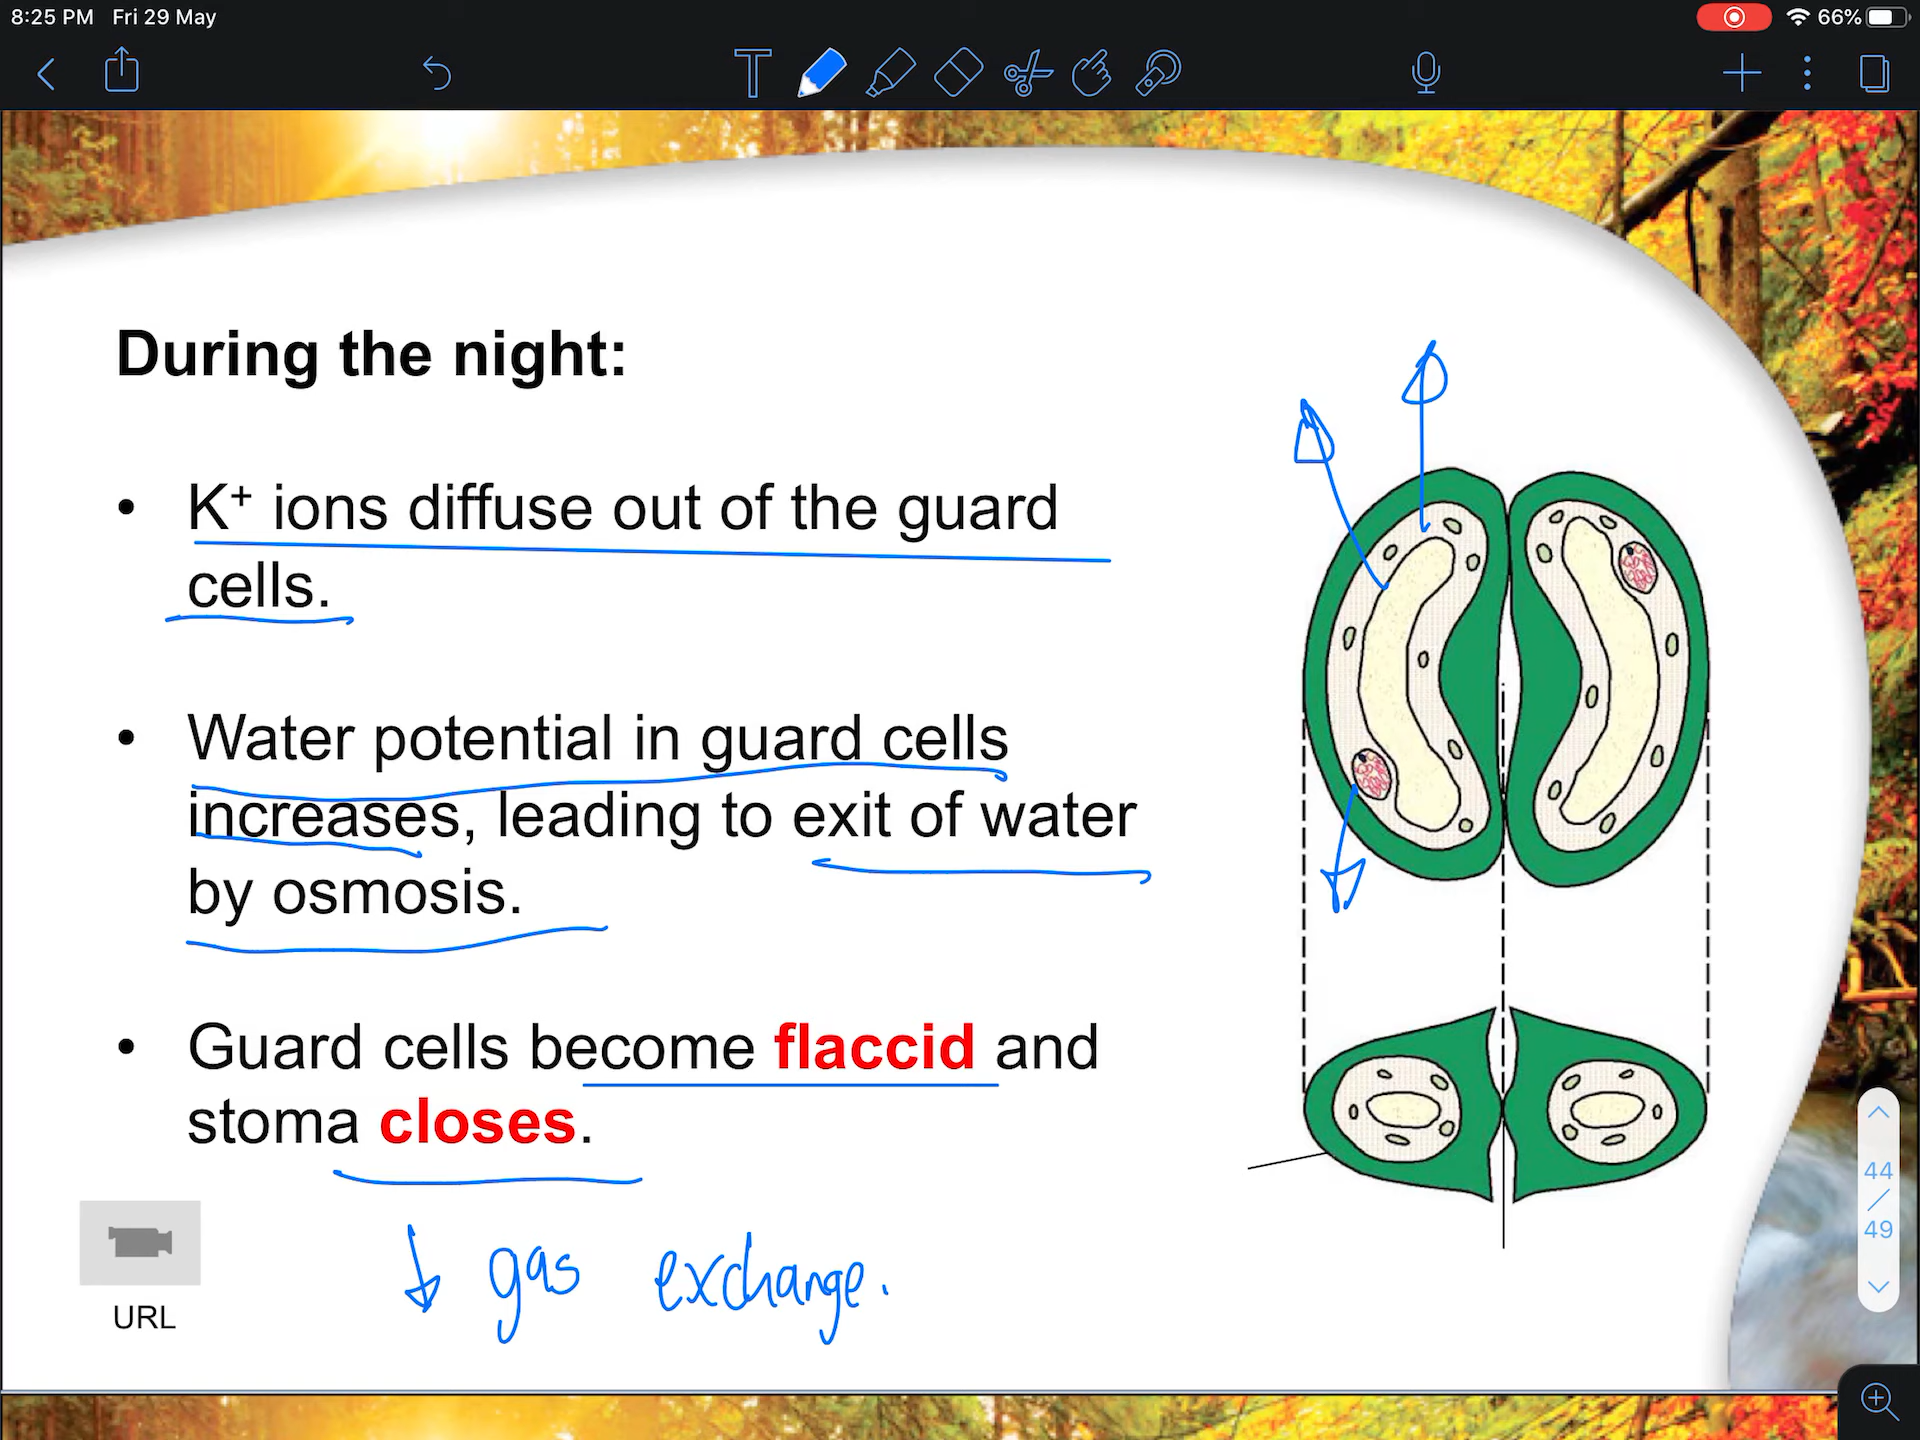 8:25 PM Fri 29 May
66%
T
During the night:
• K⁺ ions diffuse out of the guard
cells.
• Water potential in guard cells
increases, leading to exit of water
by osmosis.
• Guard cells become flaccid and
stoma closes.
↓ gas exchange.
URL
44
/
49